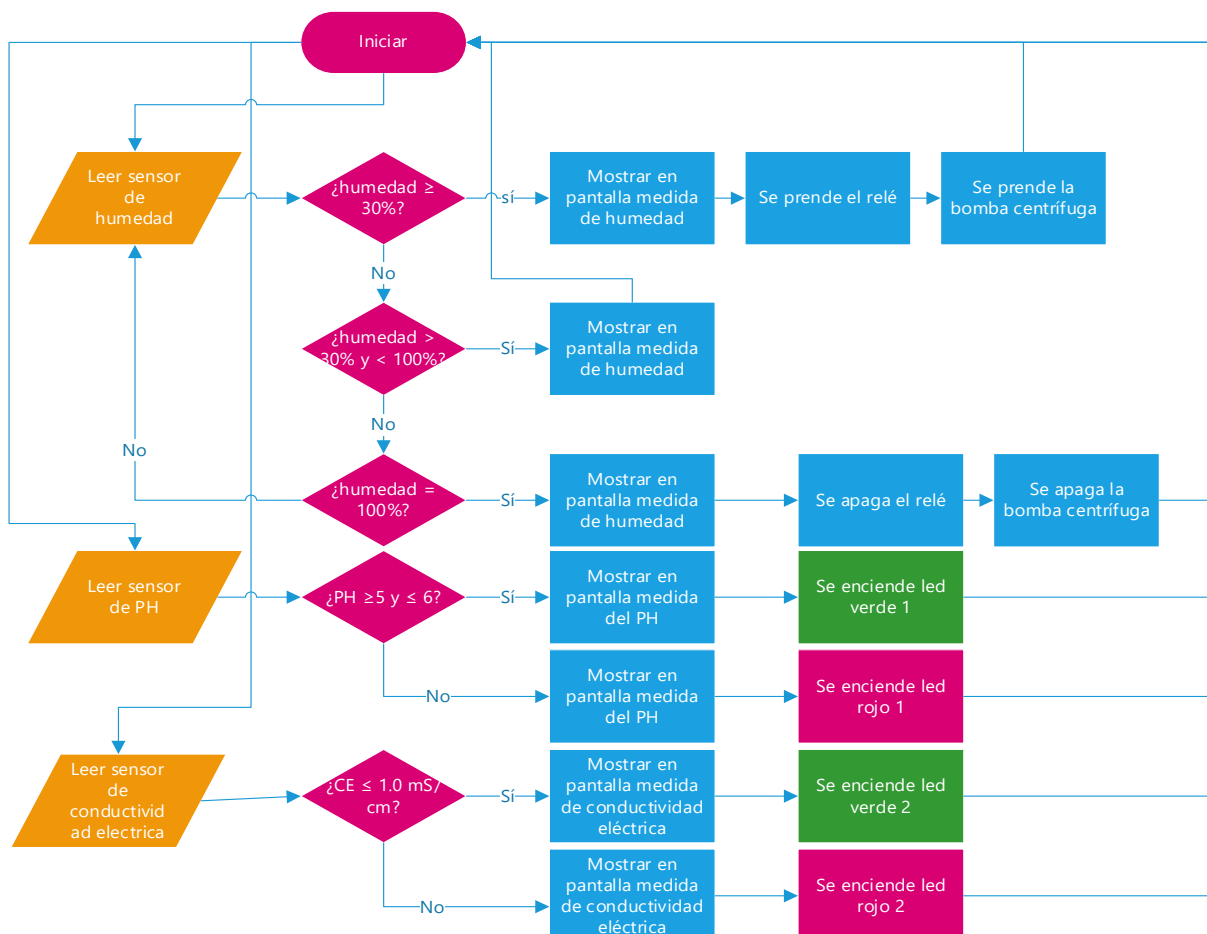 Iniciar
Leer sensor
de
humedad
¿humedad ≥
30%?
sí
Mostrar en
pantalla medida
de humedad
Se prende el relé
Se prende la
bomba centrífuga
No
¿humedad >
30% y < 100%?
Sí
Mostrar en
pantalla medida
de humedad
No
No
¿humedad =
100%?
Sí
Mostrar en
pantalla medida
de humedad
Se apaga el relé
Se apaga la
bomba centrífuga
Leer sensor
de PH
¿PH ≥5 y ≤ 6?
Sí
Mostrar en
pantalla medida
del PH
Se enciende led
verde 1
No
Mostrar en
pantalla medida
del PH
Se enciende led
rojo 1
Leer sensor
de
conductivid
ad electrica
¿CE ≤ 1.0 mS/
cm?
Sí
Mostrar en
pantalla medida
de conductividad
eléctrica
Se enciende led
verde 2
No
Mostrar en
pantalla medida
de conductividad
eléctrica
Se enciende led
rojo 2